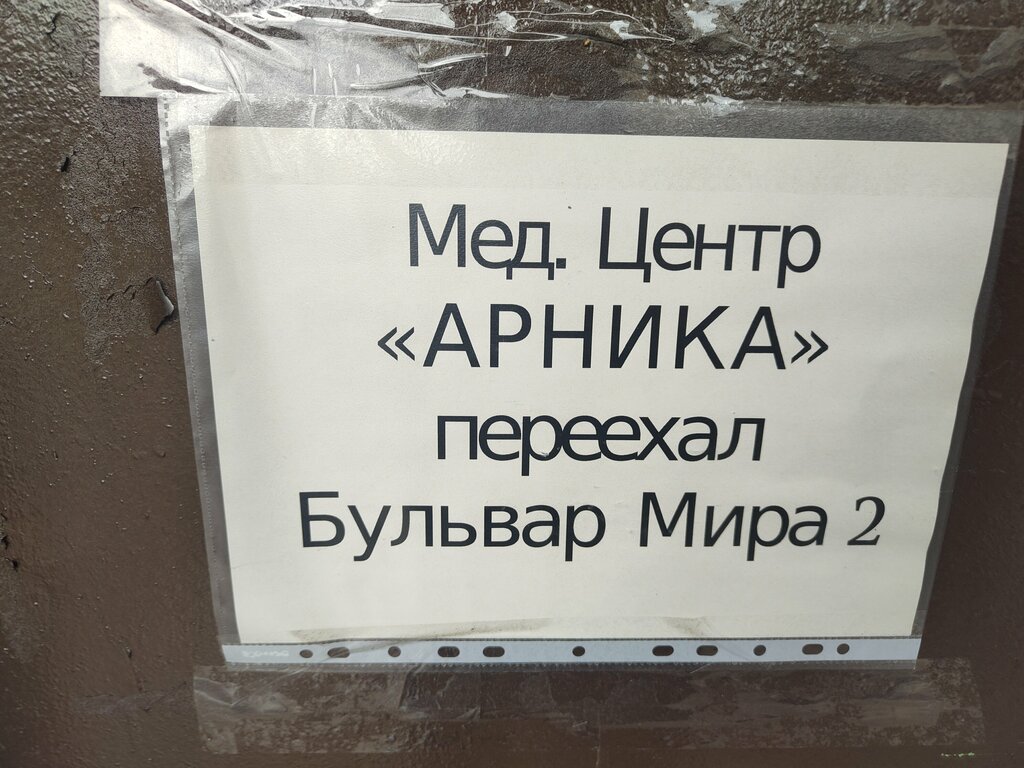 Мед. Центр
«АРНИКА»
переехал
Бульвар Мира 2